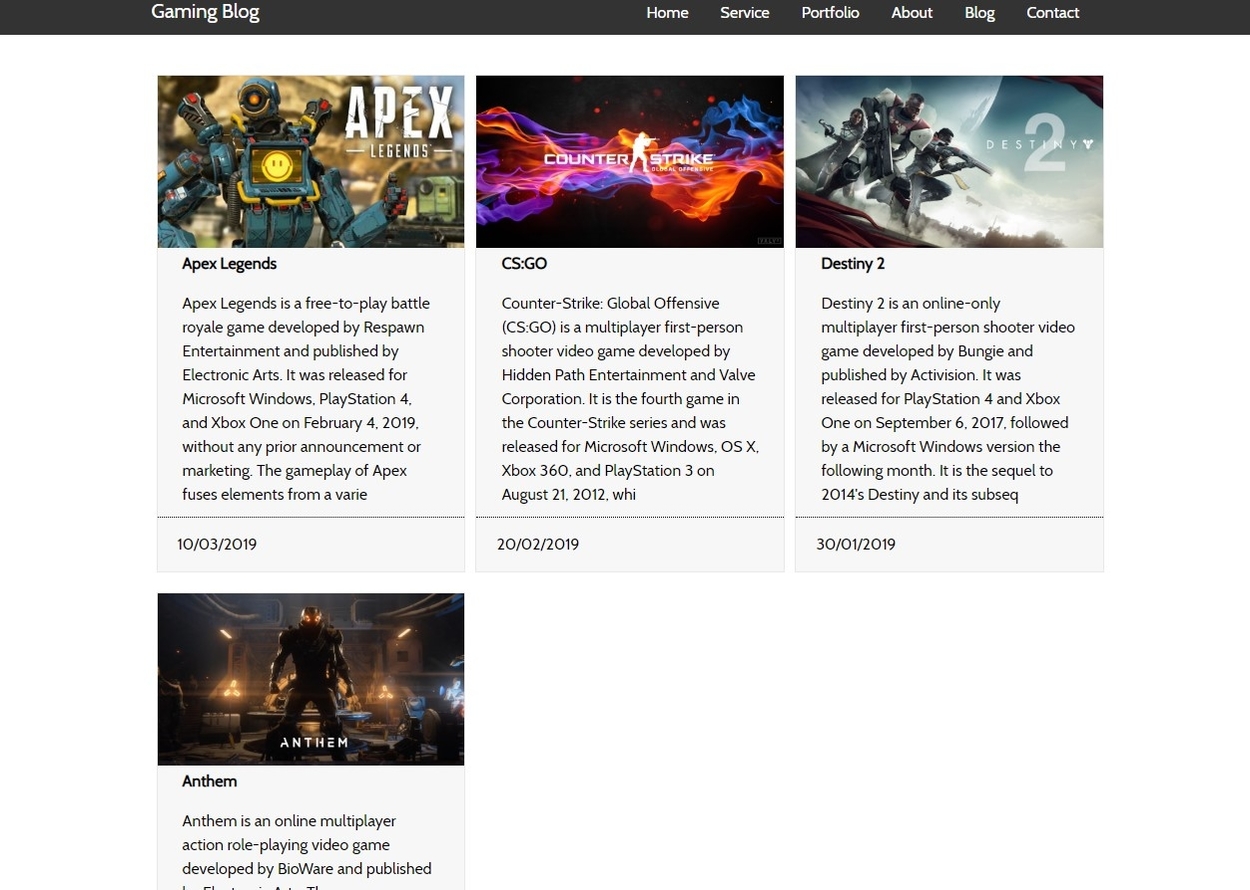 Gaming Blog
Home Service Portfolio About Blog Contact
APEX
LEGENDS
COUNTER STRIKE
GLOBAL OFFENSIVE
DESTINY 2
Apex Legends
Apex Legends is a free-to-play battle
royale game developed by Respawn
Entertainment and published by
Electronic Arts. It was released for
Microsoft Windows, PlayStation 4,
and Xbox One on February 4, 2019,
without any prior announcement or
marketing. The gameplay of Apex
fuses elements from a varie
10/03/2019
CS:GO
Counter-Strike: Global Offensive
(CS:GO) is a multiplayer first-person
shooter video game developed by
Hidden Path Entertainment and Valve
Corporation. It is the fourth game in
the Counter-Strike series and was
released for Microsoft Windows, OS X,
Xbox 360, and PlayStation 3 on
August 21, 2012, whi
20/02/2019
Destiny 2
Destiny 2 is an online-only
multiplayer first-person shooter video
game developed by Bungie and
published by Activision. It was
released for PlayStation 4 and Xbox
One on September 6, 2017, followed
by a Microsoft Windows version the
following month. It is the sequel to
2014's Destiny and its subseq
30/01/2019
ANTHEM
Anthem
Anthem is an online multiplayer
action role-playing video game
developed by BioWare and published